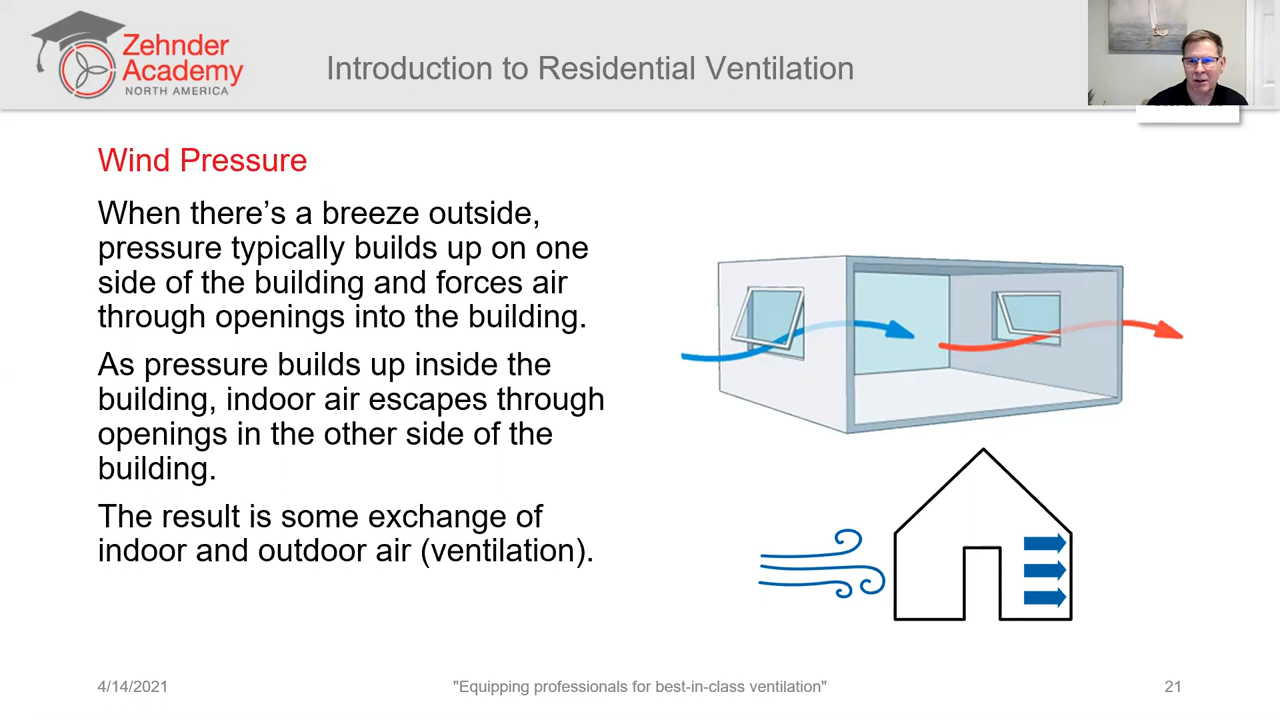 Zehnder
Academy
NORTH AMERICA
Introduction to Residential Ventilation
Wind Pressure
When there’s a breeze outside,
pressure typically builds up on one
side of the building and forces air
through openings into the building.
As pressure builds up inside the
building, indoor air escapes through
openings in the other side of the
building.
The result is some exchange of
indoor and outdoor air (ventilation).
4/14/2021
"Equipping professionals for best-in-class ventilation"
21